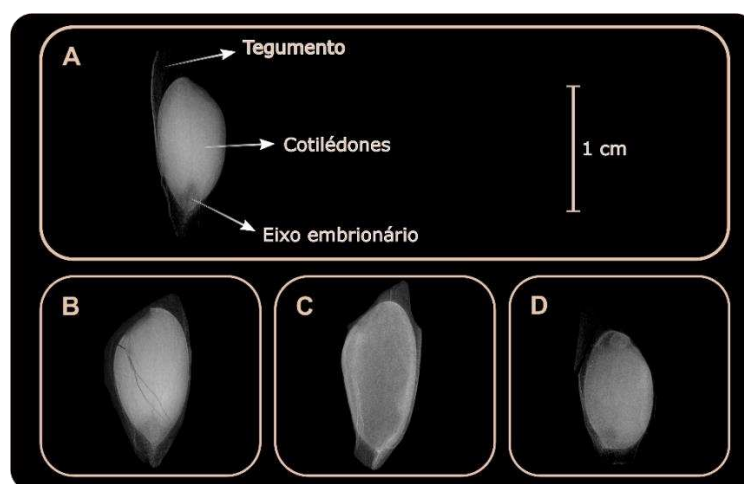 A
Tegumento
Cotilédones
1 cm
Eixo embrionário
B
C
D